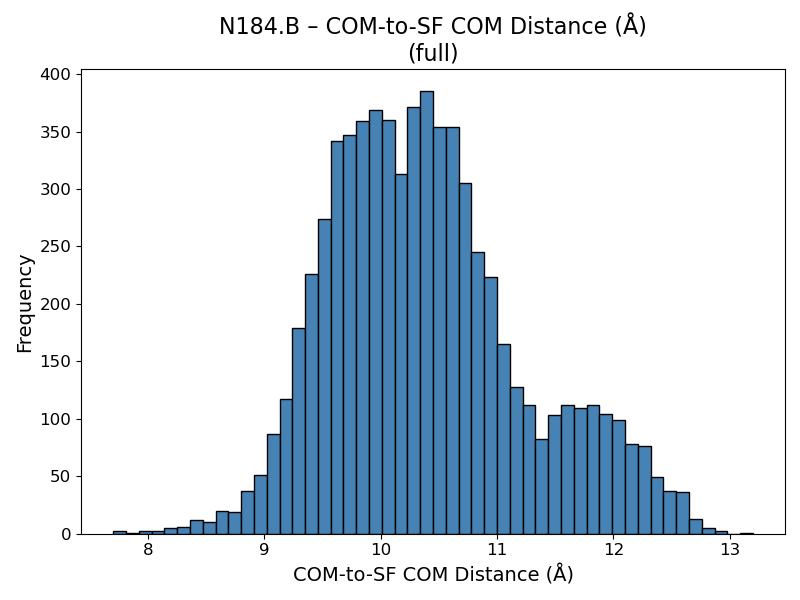 N184.B – COM-to-SF COM Distance (Å)
(full)
400
350
300
250
200
150
100
50
0
Frequency
8 9 10 11 12 13
COM-to-SF COM Distance (Å)